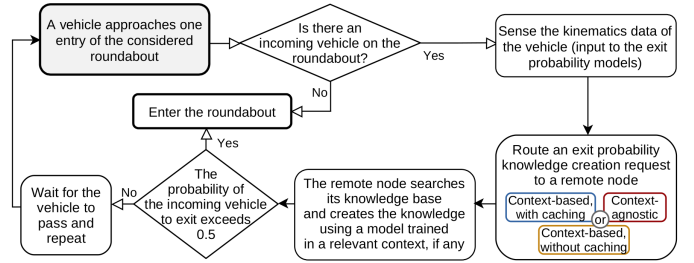 A vehicle approaches one
entry of the considered
roundabout
Is there an
incoming vehicle on the
roundabout?
Yes
Sense the kinematics data of
the vehicle (input to the exit
probability models)
No
Enter the roundabout
Route an exit probability
knowledge creation request
to a remote node
Context-based,
with caching
Context-
agnostic
or
Context-based,
without caching
The remote node searches
its knowledge base
and creates the knowledge
using a model trained
in a relevant context, if any
Yes
The
probability of
the incoming vehicle
to exit exceeds
0.5
No
Wait for the
vehicle to
pass and
repeat